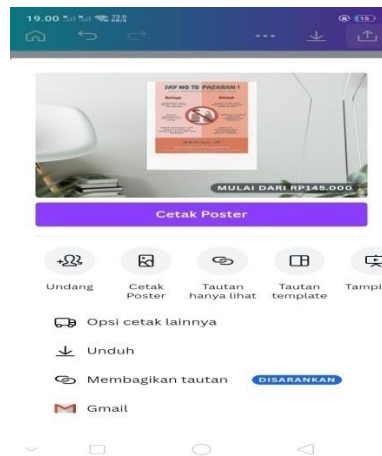 19.00
SAY NO TO PACARAN !
MULAI DARI RP145.000
Cetak Poster
Undang
Cetak Poster
Tautan hanya lihat
Tautan template
Tampi
Opsi cetak lainnya
Unduh
Membagikan tautan DISARANKAN
Gmail